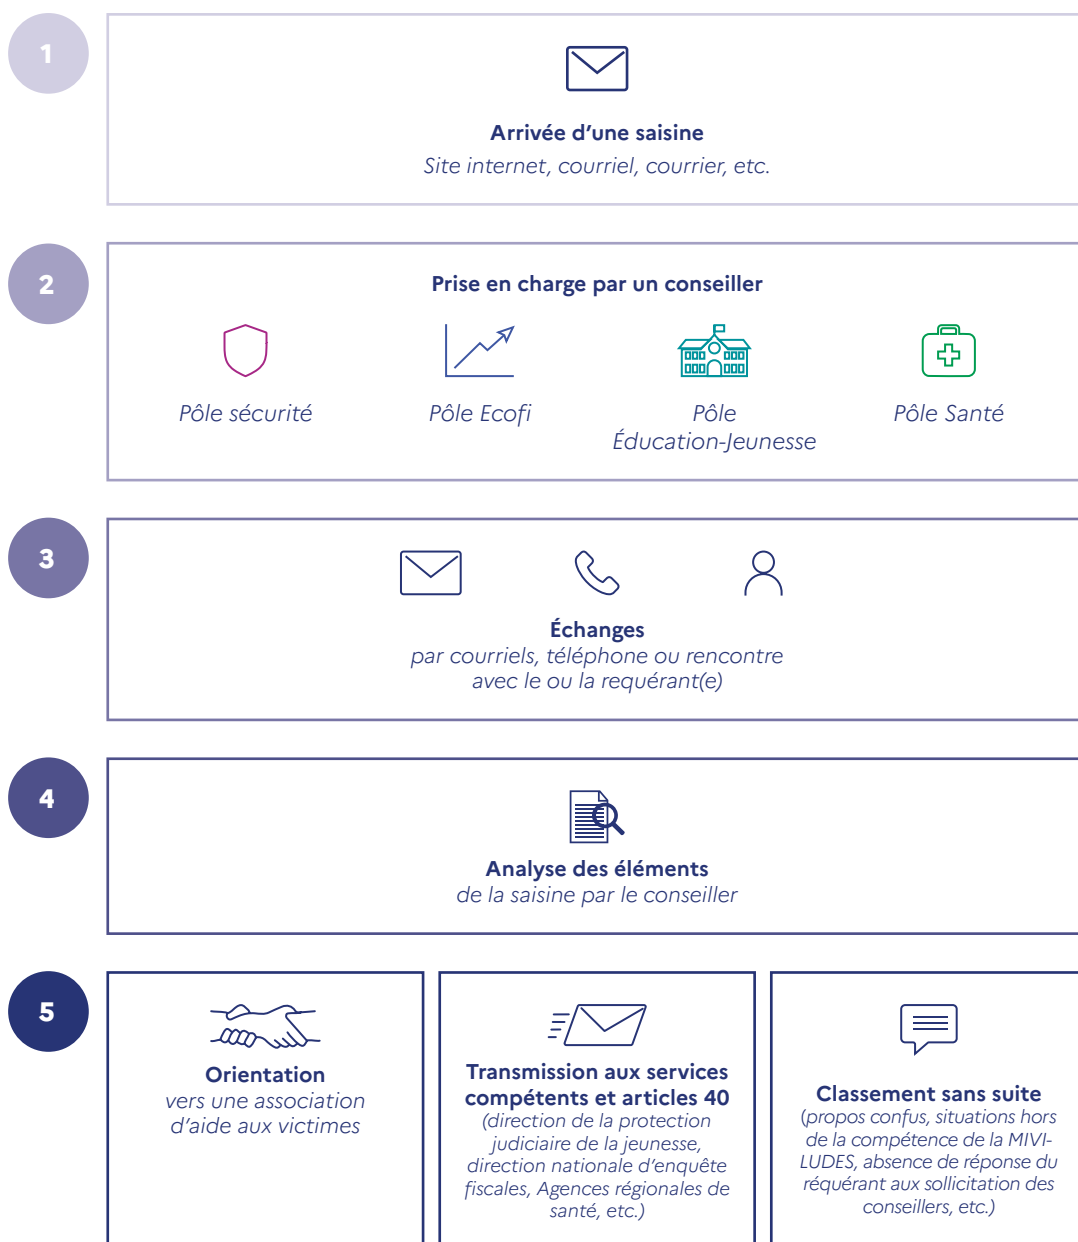 1
Arrivée d'une saisine
Site internet, courriel, courrier, etc.
2
Prise en charge par un conseiller
Pôle sécurité
Pôle Ecofi
Pôle
Éducation-Jeunesse
Pôle Santé
3
Échanges
par courriels, téléphone ou rencontre
avec le ou la requérant(e)
4
Analyse des éléments
de la saisine par le conseiller
5
Orientation
vers une association
d'aide aux victimes
Transmission aux services
compétents et articles 40
(direction de la protection
judiciaire de la jeunesse,
direction nationale d'enquête
fiscales, Agences régionales de
santé, etc.)
Classement sans suite
(propos confus, situations hors
de la compétence de la MIVI-
LUDES, absence de réponse du
réquérant aux sollicitation des
conseillers, etc.)